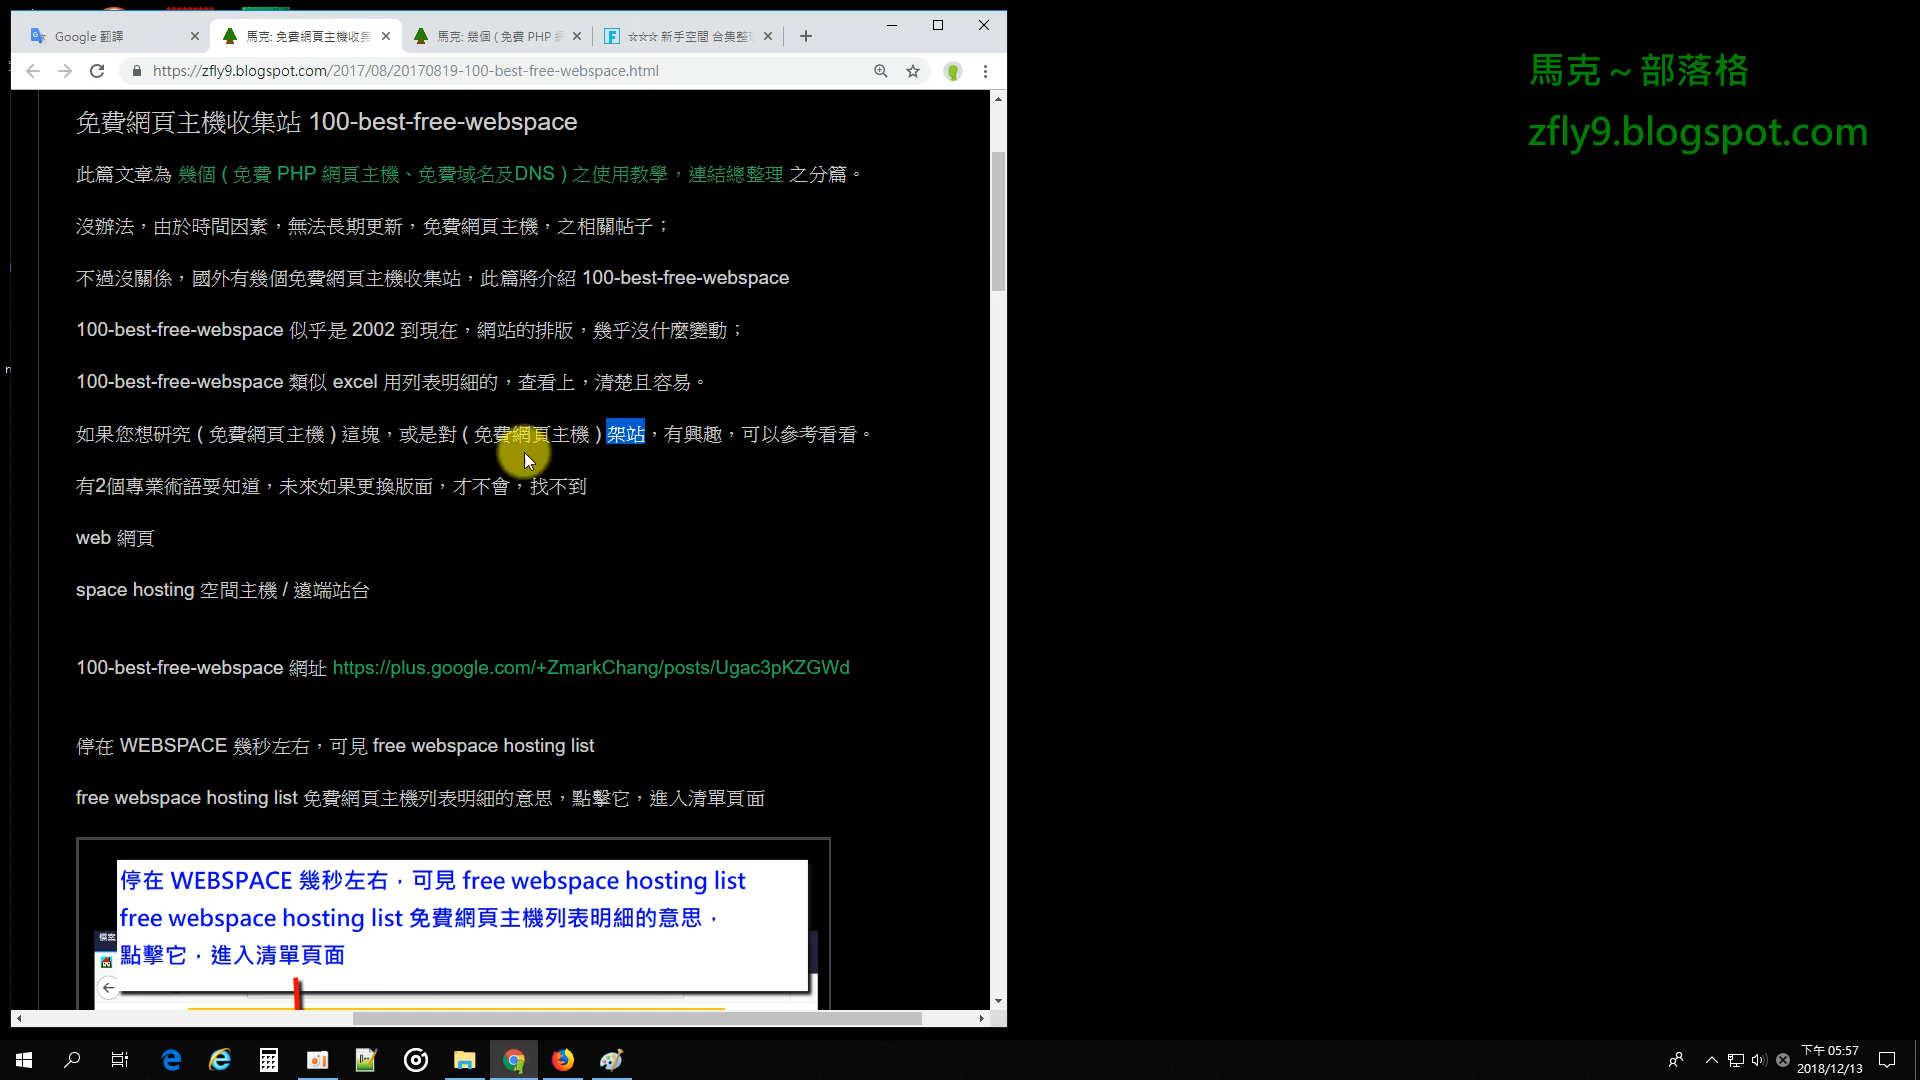 Google 翻譯
馬克: 免費網頁主機收集
馬克: 幾個 ( 免費 PHP 網
☆☆☆ 新手空間 合集整理
https://zfly9.blogspot.com/2017/08/20170819-100-best-free-webspace.html
馬克～部落格
zfly9.blogspot.com
免費網頁主機收集站 100-best-free-webspace
此篇文章為 幾個 ( 免費 PHP 網頁主機、免費域名及DNS ) 之使用教學，連結總整理 之分篇。
沒辦法，由於時間因素，無法長期更新，免費網頁主機，之相關帖子；
不過沒關係，國外有幾個免費網頁主機收集站，此篇將介紹 100-best-free-webspace
100-best-free-webspace 似乎是 2002 到現在，網站的排版，幾乎沒什麼變動；
100-best-free-webspace 類似 excel 用列表明細的，查看上，清楚且容易。
如果您想研究 ( 免費網頁主機 ) 這塊，或是對 ( 免費網頁主機 ) 架站，有興趣，可以參考看看。
有2個專業術語要知道，未來如果更換版面，才不會，找不到
web 網頁
space hosting 空間主機 / 遠端站台
100-best-free-webspace 網址 https://plus.google.com/+ZmarkChang/posts/Ugac3pKZGWd
停在 WEBSPACE 幾秒左右，可見 free webspace hosting list
free webspace hosting list 免費網頁主機列表明細的意思，點擊它，進入清單頁面
停在 WEBSPACE 幾秒左右，可見 free webspace hosting list
free webspace hosting list 免費網頁主機列表明細的意思，
點擊它，進入清單頁面
下午 05:57
2018/12/13